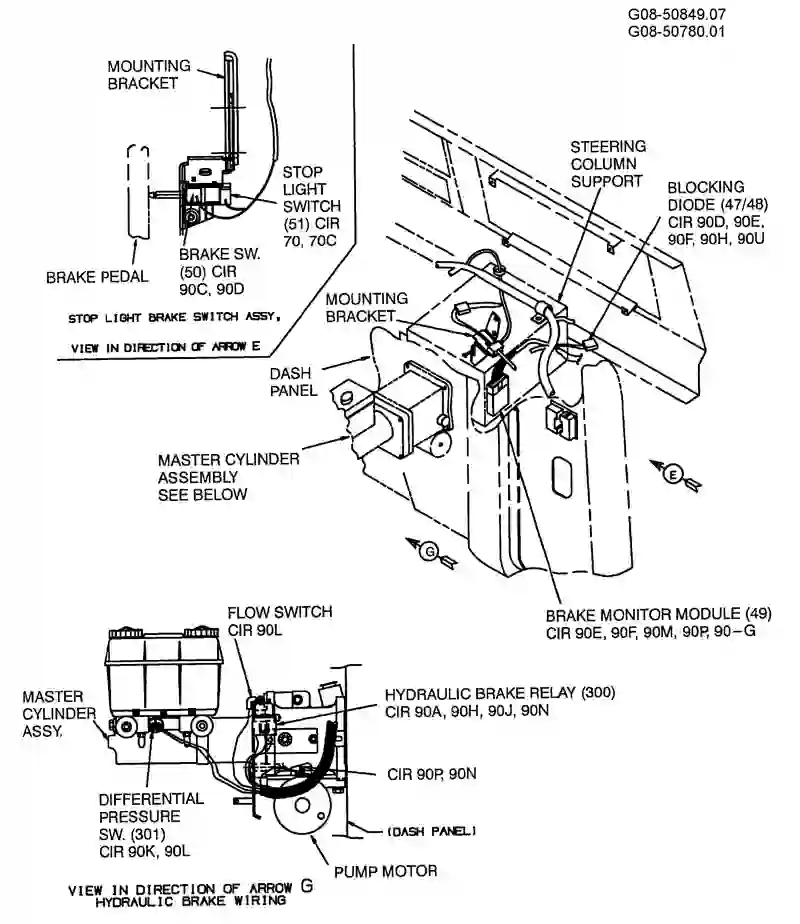 G08-50849.07
G08-50780.01
MOUNTING
BRACKET
STOP
LIGHT
SWITCH
(51) CIR
70, 70C
BRAKE SW.
(50) CIR
90C, 90D
BRAKE PEDAL
STOP LIGHT BRAKE SWITCH ASSY,
VIEW IN DIRECTION OF ARROW E
STEERING
COLUMN
SUPPORT
BLOCKING
DIODE (47/48)
CIR 90D, 90E,
90F, 90H, 90U
MOUNTING
BRACKET
DASH
PANEL
MASTER CYLINDER
ASSEMBLY
SEE BELOW
E
G
BRAKE MONITOR MODULE (49)
CIR 90E, 90F, 90M, 90P, 90-G
FLOW SWITCH
CIR 90L
MASTER
CYLINDER
ASSY.
HYDRAULIC BRAKE RELAY (300)
CIR 90A, 90H, 90J, 90N
CIR 90P, 90N
DIFFERENTIAL
PRESSURE
SW. (301)
CIR 90K, 90L
(DASH PANEL)
PUMP MOTOR
VIEW IN DIRECTION OF ARROW G
HYDRAULIC BRAKE WIRING